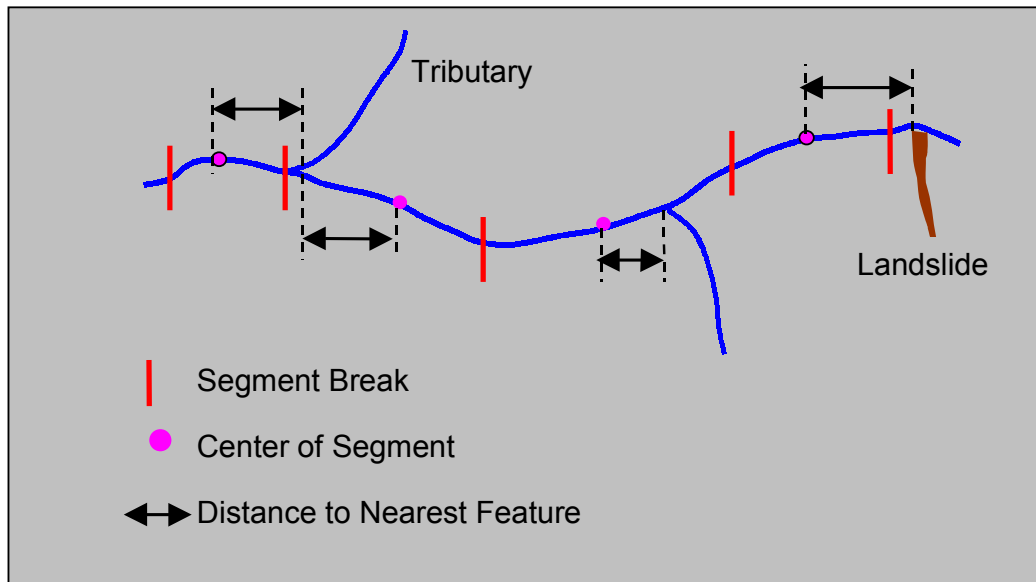 Tributary
Landslide
Segment Break
Center of Segment
Distance to Nearest Feature